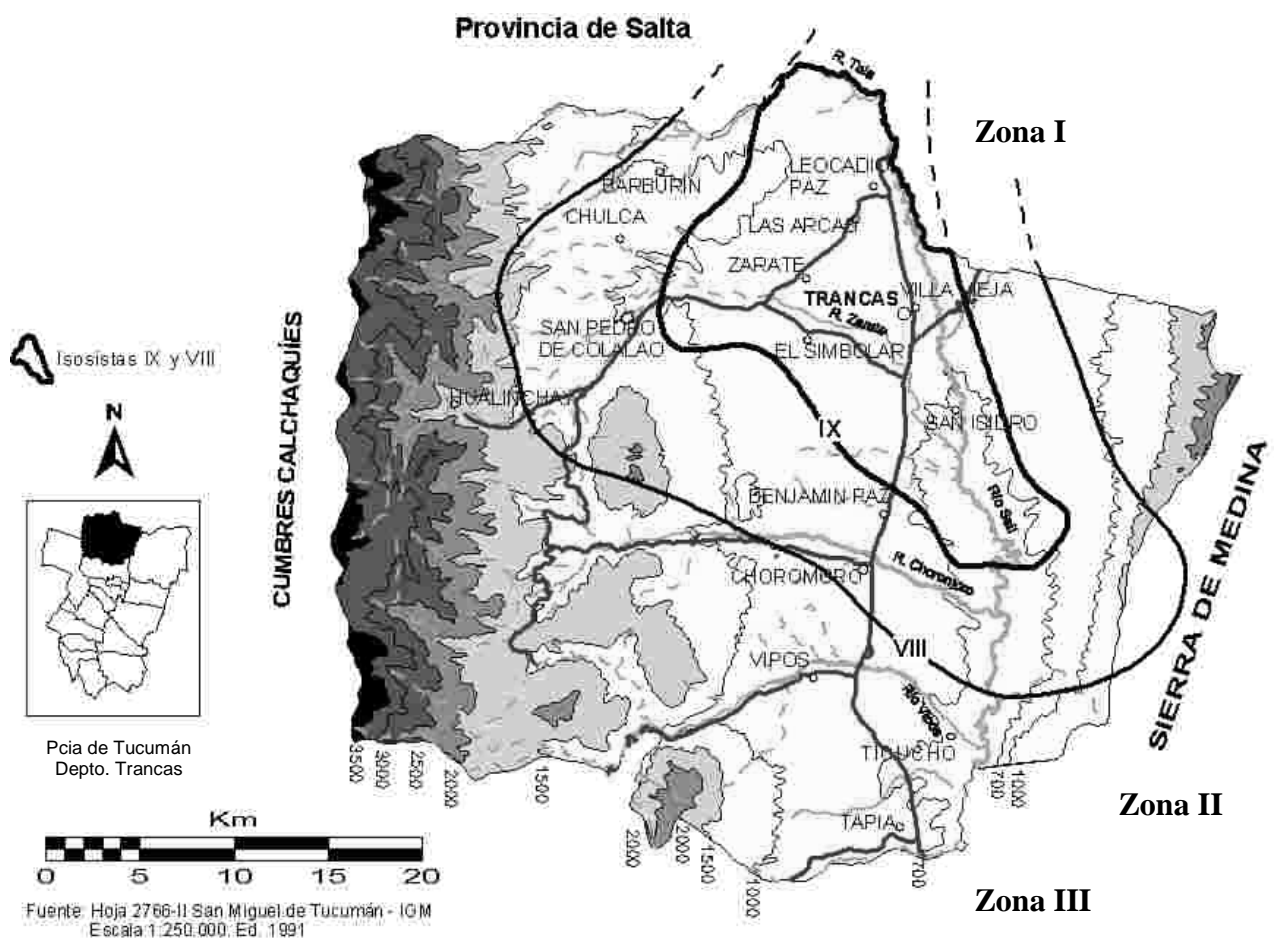 Provincia de Salta
R. Tala
Zona I
LEOCADIO
PAZ
BARBURIN
CHULCA
LAS ARCAS
ZARATE
TRANCAS
VILLA VIEJA
R. Zarate
SAN PEDRO
DE COLALAO
EL SIMBOLAR
Isosistas IX y VIII
HUALINCHAY
N
IX
SAN ISIDRO
CUMBRES CALCHAQUÍES
BENJAMIN PAZ
Río Salí
CHOROMORO
R. Choromoro
VIII
VIPOS
Río Vipos
SIERRA DE MEDINA
TICUCHO
Pcia de Tucumán
Depto. Trancas
3500
3000
2500
2000
1500
700
1000
Zona II
Km
TAPIA
2000
2000
1500
1000
700
0 5 10 15 20
Zona III
Fuente: Hoja 2766-II San Miguel de Tucumán - IGM
Escala 1:250.000. Ed. 1991